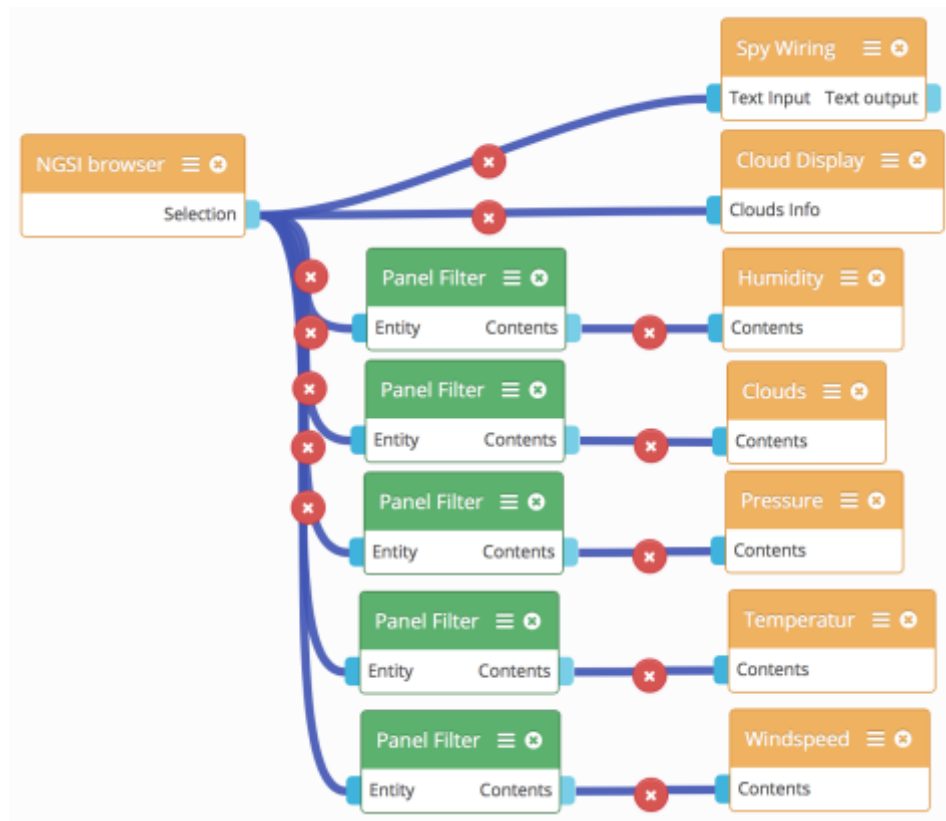 Spy Wiring
Text Input Text output
NGSI browser
Selection
Cloud Display
Clouds Info
Panel Filter
Entity Contents
Humidity
Contents
Panel Filter
Entity Contents
Clouds
Contents
Panel Filter
Entity Contents
Pressure
Contents
Panel Filter
Entity Contents
Temperatur
Contents
Panel Filter
Entity Contents
Windspeed
Contents